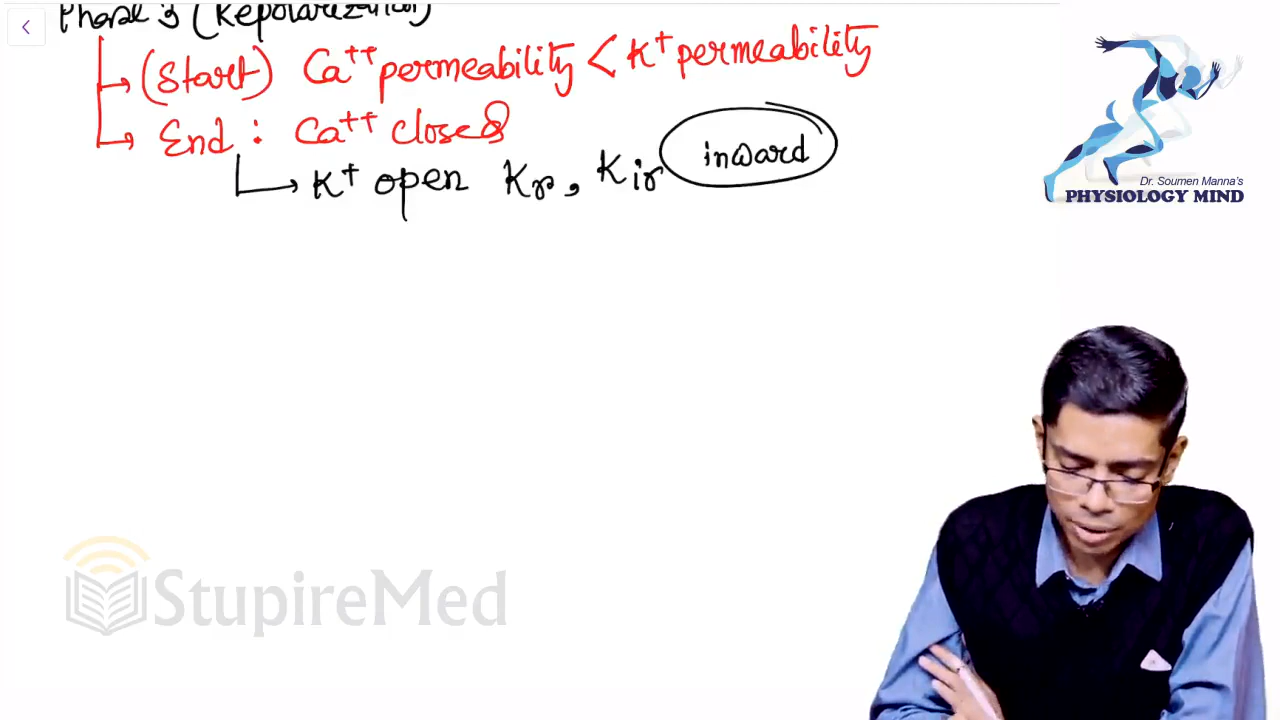 Phase 3 (Repolarization)
(Start) Ca++ permeability < K+ permeability
End : Ca++ closed
K+ open Kr, Kir inward
Dr. Soumen Manna's
PHYSIOLOGY MIND
StupireMed